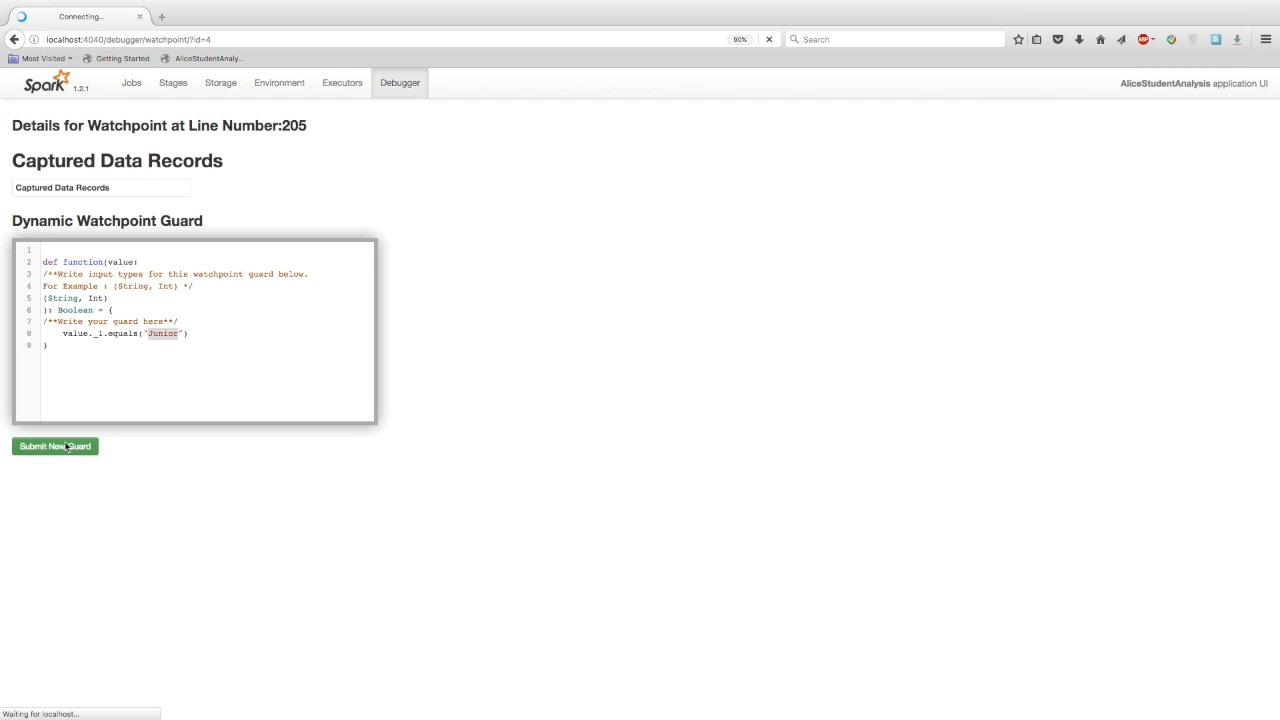 Connecting...
localhost:4040/debugger/watchpoint/?id=4
90%
Search
ABP
Most Visited
Getting Started
AliceStudentAnaly...
Spark 1.2.1
Jobs
Stages
Storage
Environment
Executors
Debugger
AliceStudentAnalysis application UI
Details for Watchpoint at Line Number:205
Captured Data Records
Captured Data Records
Dynamic Watchpoint Guard
1
2 def function(value:
3 /**Write input types for this watchpoint guard below.
4 For Example : (String, Int) */
5 (String, Int)
6 ): Boolean = {
7 /**Write your guard here**/
8 value._1.equals("Junior")
9 }
Submit New Guard
Waiting for localhost...